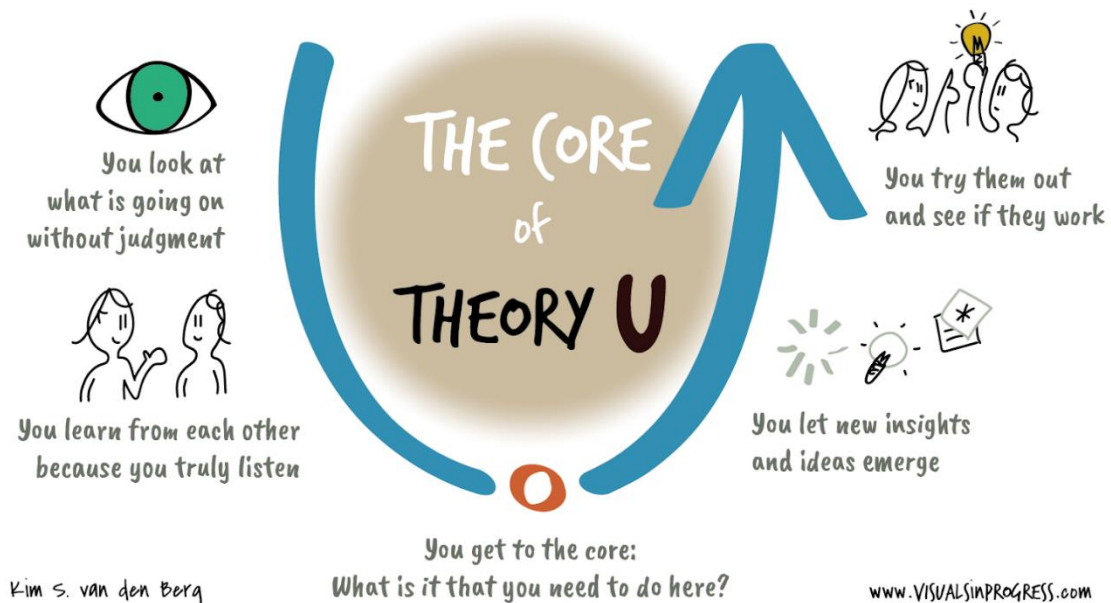 THE CORE
of
THEORY U
You look at
what is going on
without judgment
You learn from each other
because you truly listen
You get to the core:
What is it that you need to do here?
You let new insights
and ideas emerge
You try them out
and see if they work
Kim S. van den Berg
www.VISUALSinPROGRESS.com